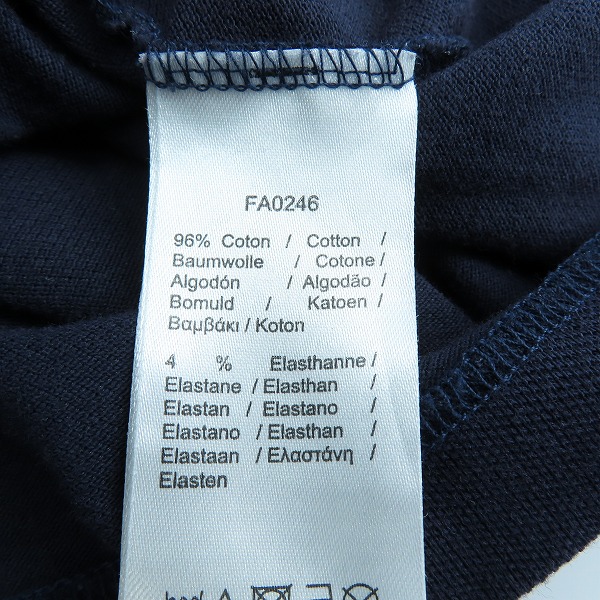 FA0246
96% Coton / Cotton /
Baumwolle / Cotone /
Algodón / Algodão /
Bomuld / Katoen /
Βαμβάκι / Koton
4 % Elasthanne /
Elastane / Elasthan /
Elastan / Elastano /
Elastano / Elasthan /
Elastaan / Ελαστάνη /
Elasten